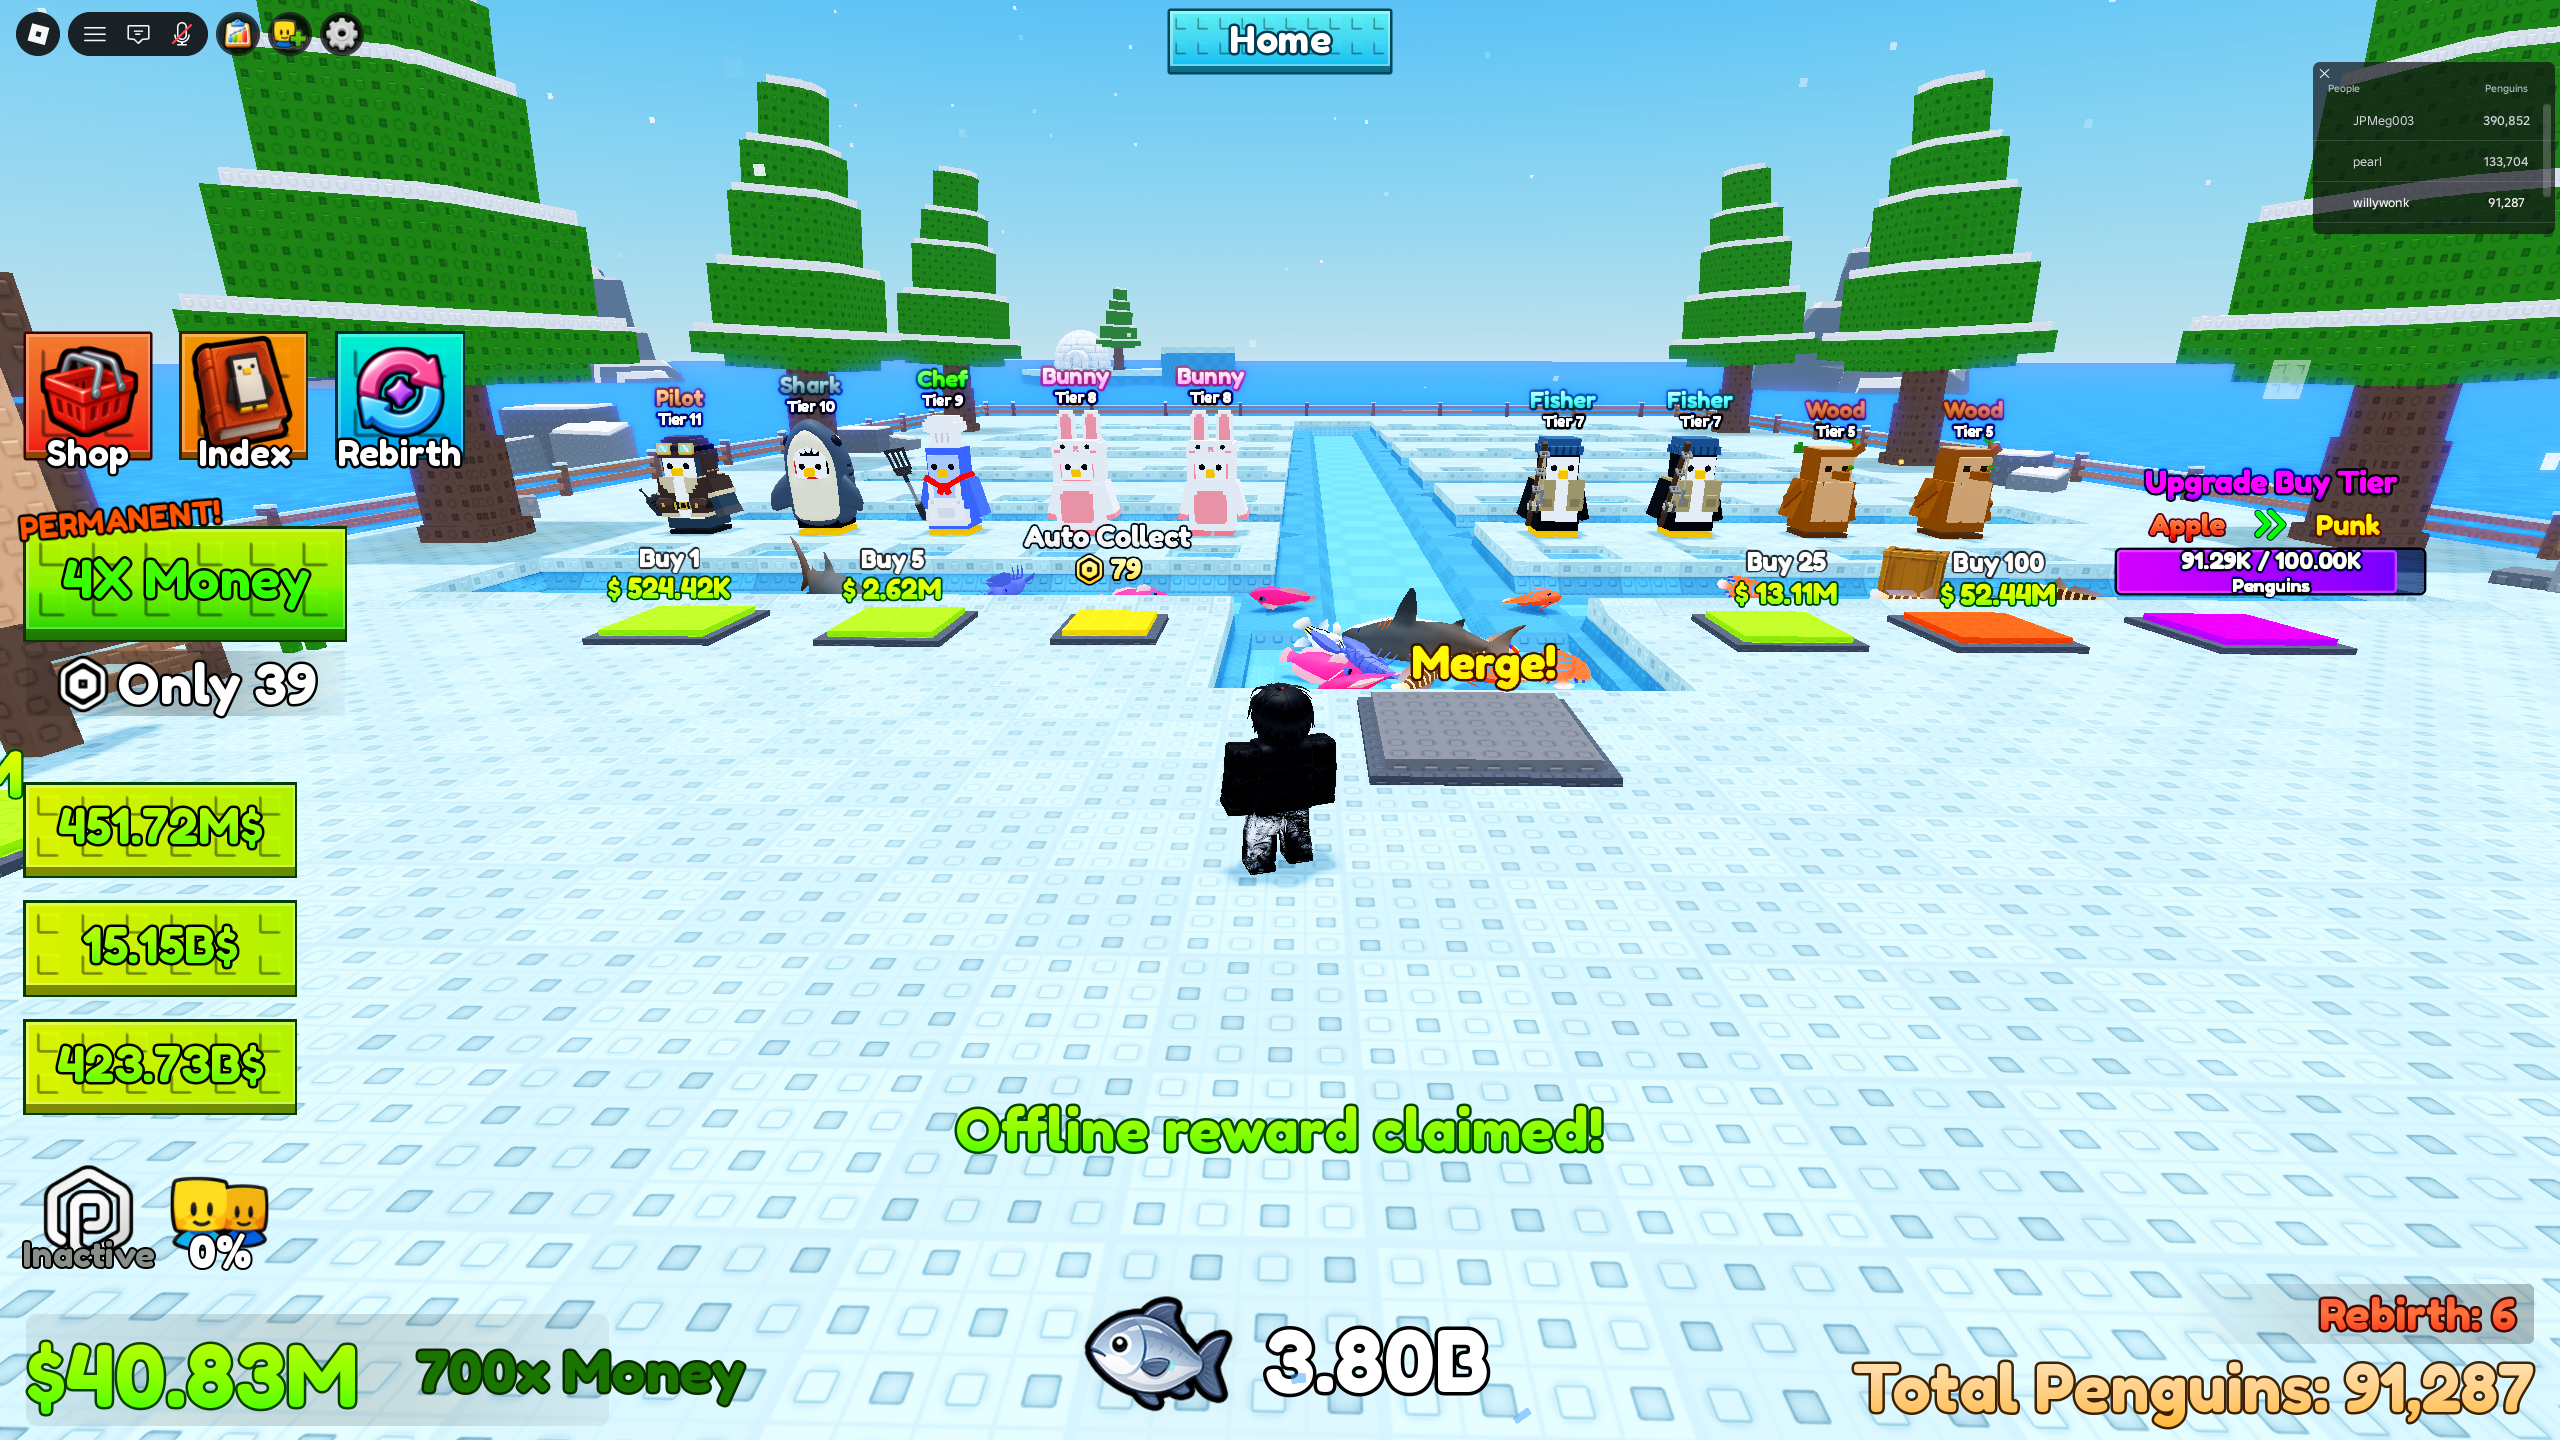 Home
People Penguins
JPMeg003 390,852
pearl 133,704
willywonk 91,287
Shop
Index
Rebirth
PERMANENT!
4X Money
Only 39
Pilot
Tier 11
Shark
Tier 10
Chef
Tier 9
Bunny
Tier 8
Bunny
Tier 8
Fisher
Tier 7
Fisher
Tier 7
Wood
Tier 5
Wood
Tier 5
Buy 1
$ 524.42K
Buy 5
$ 2.62M
Auto Collect
79
Buy 25
$ 13.11M
Buy 100
$ 52.44M
Upgrade Buy Tier
Apple Punk
91.29K / 100.00K
Penguins
Merge!
M
451.72M$
15.15B$
423.73B$
Offline reward claimed!
Inactive
0%
$40.83M
700x Money
3.80B
Rebirth: 6
Total Penguins: 91,287